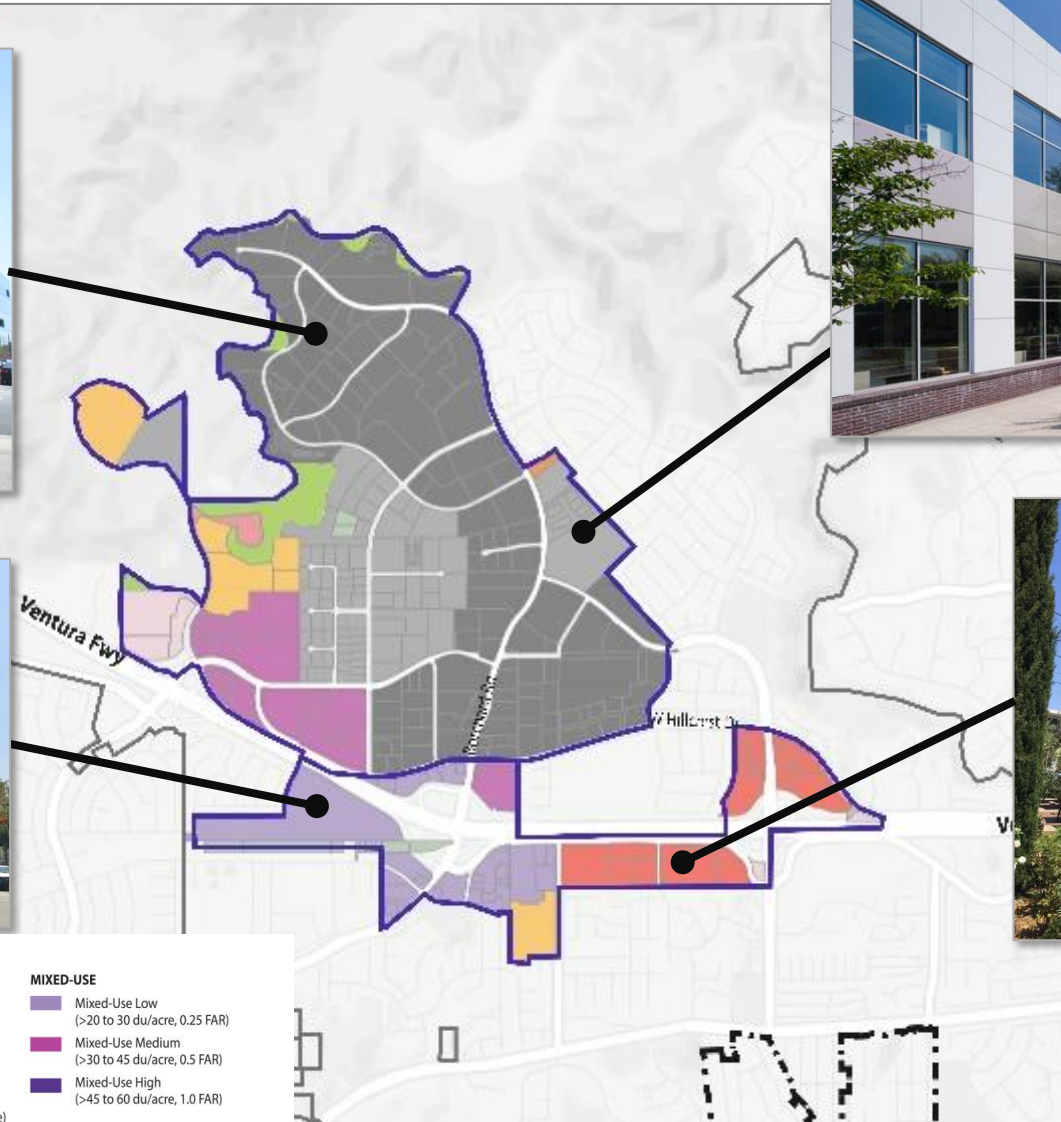 Ventura Fwy
W Hillcrest Dr
MIXED-USE
Mixed-Use Low
(>20 to 30 du/acre, 0.25 FAR)
Mixed-Use Medium
(>30 to 45 du/acre, 0.5 FAR)
Mixed-Use High
(>45 to 60 du/acre, 1.0 FAR)